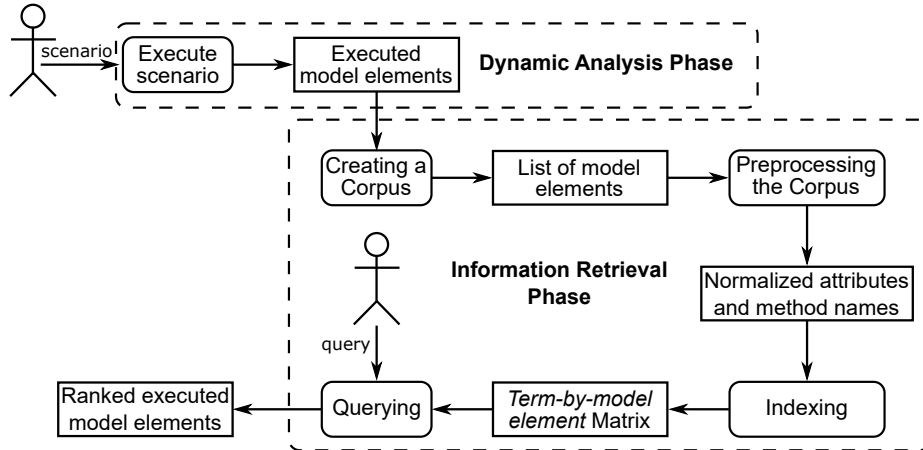 scenario
Execute
scenario
Executed
model elements
Dynamic Analysis Phase
Creating a
Corpus
List of model
elements
Preprocessing
the Corpus
Information Retrieval
Phase
Normalized attributes
and method names
query
Ranked executed
model elements
Querying
Term-by-model
element Matrix
Indexing